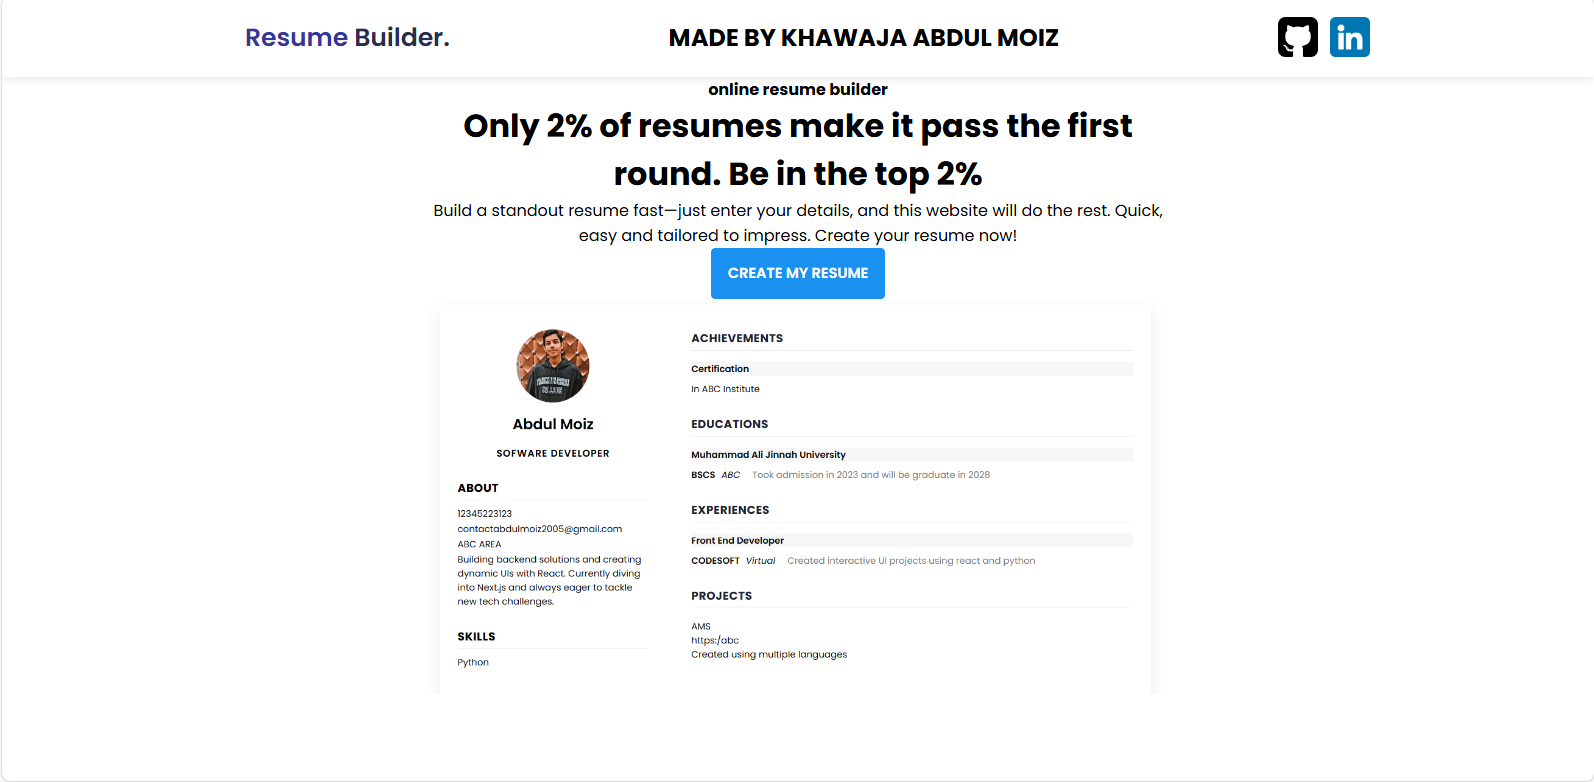 Resume Builder.
MADE BY KHAWAJA ABDUL MOIZ
in
online resume builder
Only 2% of resumes make it pass the first
round. Be in the top 2%
Build a standout resume fast—just enter your details, and this website will do the rest. Quick,
easy and tailored to impress. Create your resume now!
CREATE MY RESUME
Abdul Moiz
SOFWARE DEVELOPER
ABOUT
12345223123
contactabdulmoiz2005@gmail.com
ABC AREA
Building backend solutions and creating
dynamic UIs with React. Currently diving
into Next.js and always eager to tackle
new tech challenges.
SKILLS
Python
ACHIEVEMENTS
Certification
In ABC Institute
EDUCATIONS
Muhammad Ali Jinnah University
BSCS ABC Took admission in 2023 and will be graduate in 2028
EXPERIENCES
Front End Developer
CODESOFT Virtual Created interactive UI projects using react and python
PROJECTS
AMS
https:/abc
Created using multiple languages